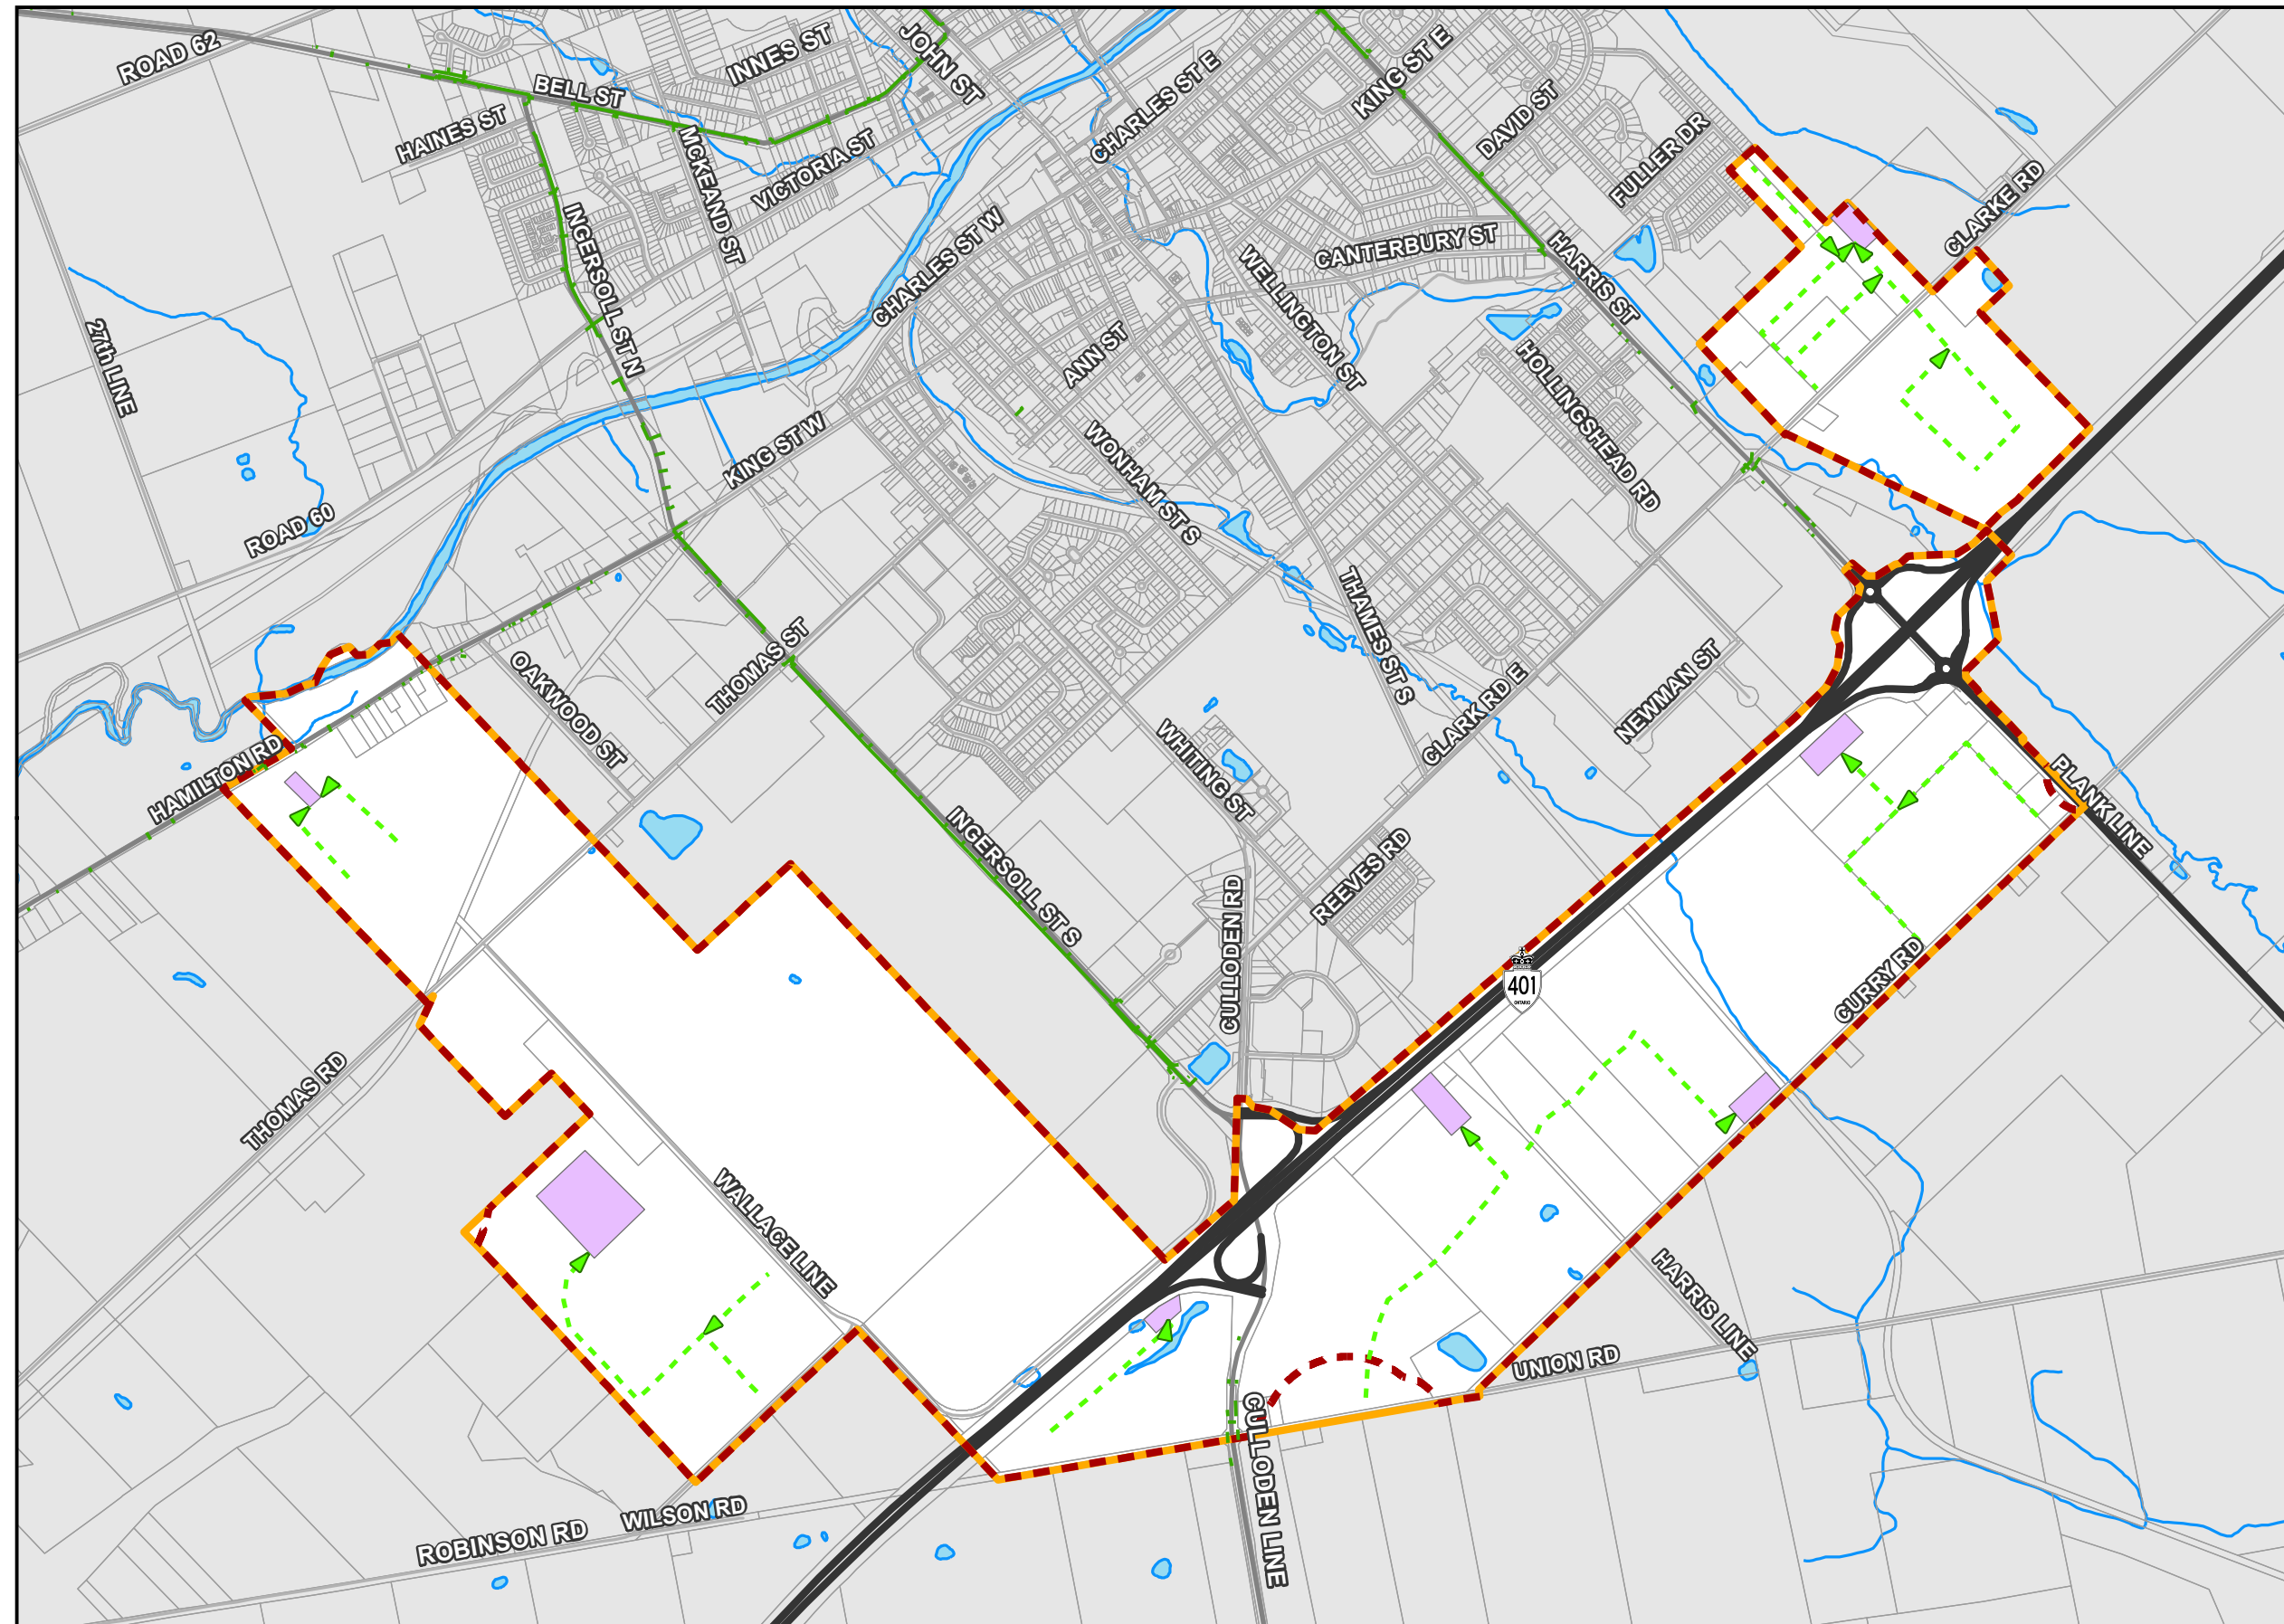 ROAD 62
INNES ST
JOHN ST
KING ST E
BELL ST
CHARLES ST E
DAVID ST
HAINES ST
MCKEAND ST
VICTORIA ST
FULLER DR
CLARKE RD
INGERSOLL ST N
CHARLES ST W
WELLINGTON ST
CANTERBURY ST
HARRIS ST
27th LINE
ANN ST
HOLLINGSHEAD RD
KING ST W
WONHAM ST S
ROAD 60
THAMES ST S
OAKWOOD ST
THOMAS ST
NEWMAN ST
CLARK RD E
HAMILTON RD
WHITING ST
PLANK LINE
INGERSOLL ST S
REEVES RD
CULLODEN RD
401
ONTARIO
CURRY RD
THOMAS RD
WALLACE LINE
HARRIS LINE
UNION RD
CULLODEN LINE
WILSON RD
ROBINSON RD